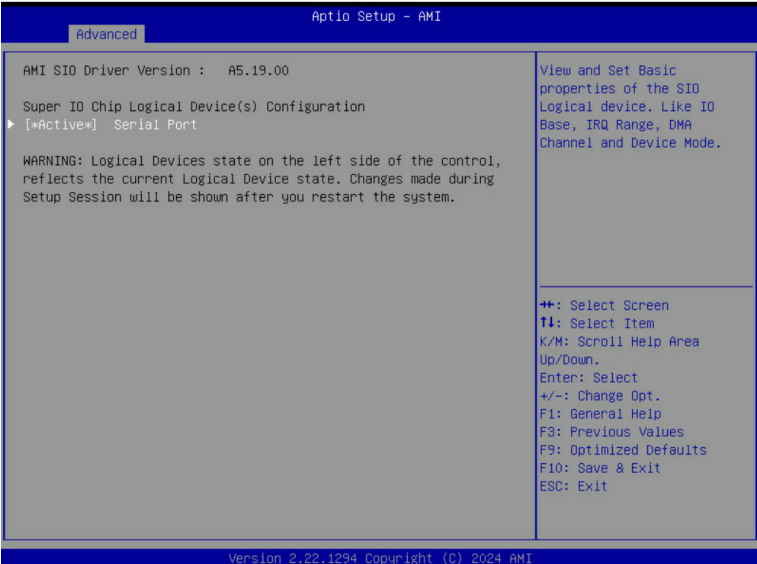 Aptio Setup - AMI
Advanced
AMI SIO Driver Version : A5.19.00
Super IO Chip Logical Device(s) Configuration
[*Active*] Serial Port
WARNING: Logical Devices state on the left side of the control,
reflects the current Logical Device state. Changes made during
Setup Session will be shown after you restart the system.
View and Set Basic
properties of the SIO
Logical device. Like IO
Base, IRQ Range, DMA
Channel and Device Mode.
→←: Select Screen
↑↓: Select Item
K/M: Scroll Help Area
Up/Down.
Enter: Select
+/-: Change Opt.
F1: General Help
F3: Previous Values
F9: Optimized Defaults
F10: Save & Exit
ESC: Exit
Version 2.22.1294 Copyright (C) 2024 AMI